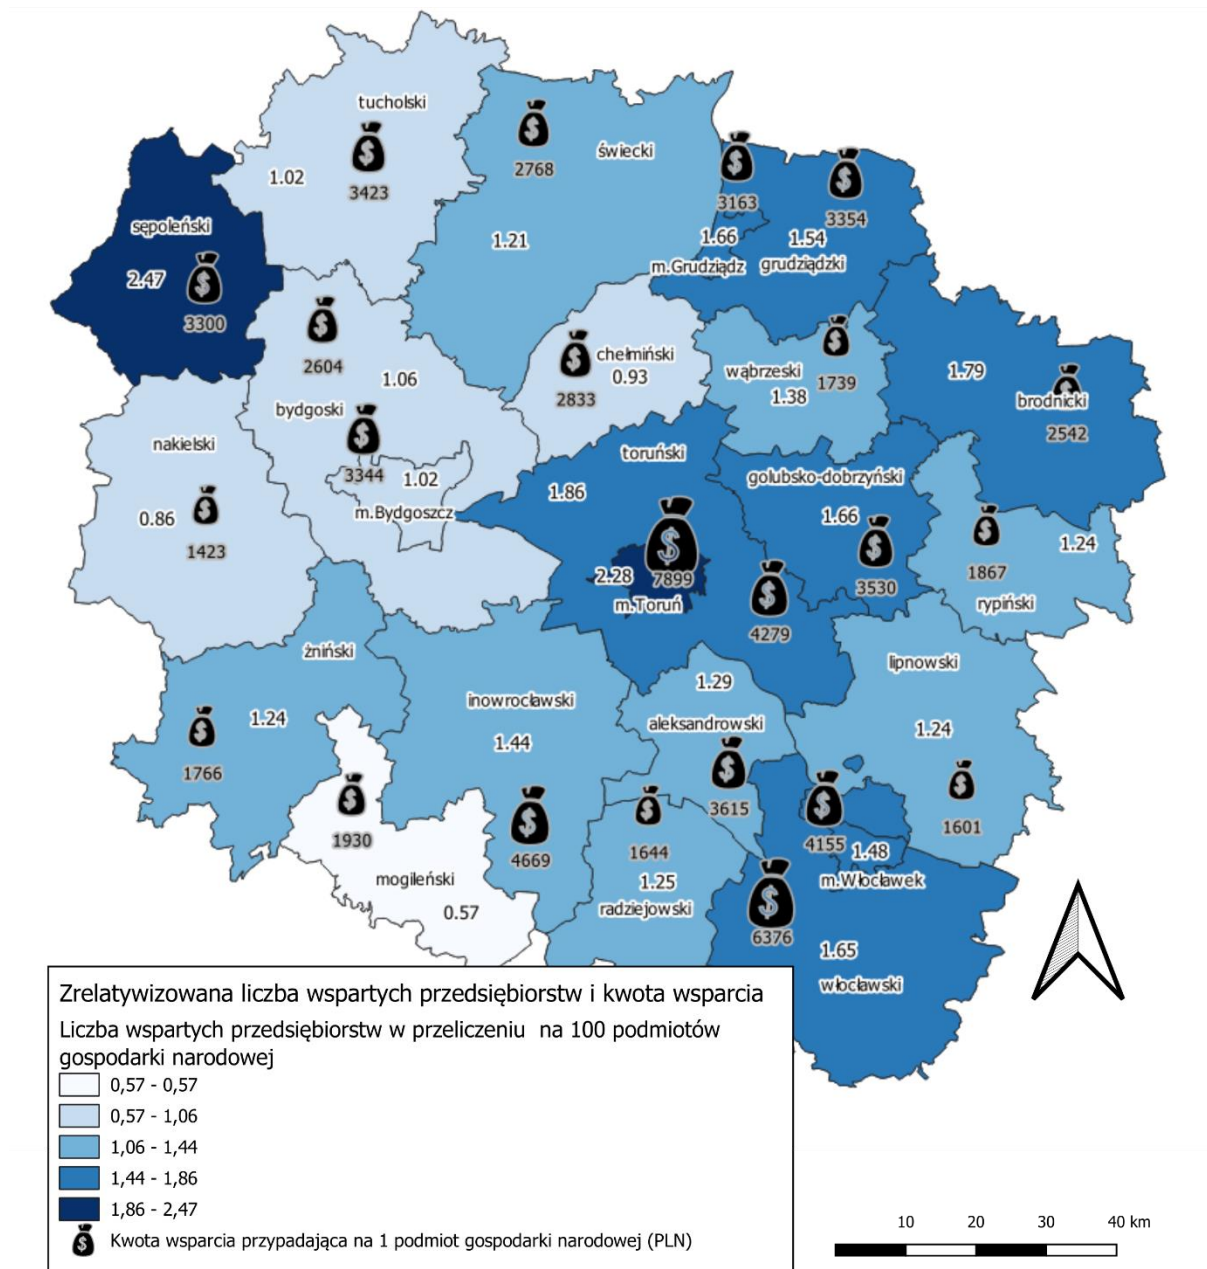 tucholski
1.02
3423
2768
świecki
1.21
3163
1.66
m.Grudziądz
3354
1.54
grudziądzki
sępoleński
2.47
3300
2604
1.06
bydgoski
3344
1.02
m.Bydgoszcz
chełmiński
0.93
2833
wąbrzeski
1739
1.38
1.79
brodnicki
2542
nakielski
0.86
1423
toruński
1.86
2.28
7899
m.Toruń
4279
golubsko-dobrzyński
1.66
3530
1867
1.24
rypiński
żniński
1.24
1766
inowrocławski
1.44
4669
1.29
aleksandrowski
3615
lipnowski
1.24
1601
1930
mogileński
0.57
1644
1.25
radziejowski
4155
1.48
m.Włocławek
6376
1.65
włocławski
Zrelatywizowana liczba wspartych przedsiębiorstw i kwota wsparcia
Liczba wspartych przedsiębiorstw w przeliczeniu na 100 podmiotów
gospodarki narodowej
0,57 - 0,57
0,57 - 1,06
1,06 - 1,44
1,44 - 1,86
1,86 - 2,47
Kwota wsparcia przypadająca na 1 podmiot gospodarki narodowej (PLN)
10 20 30 40 km